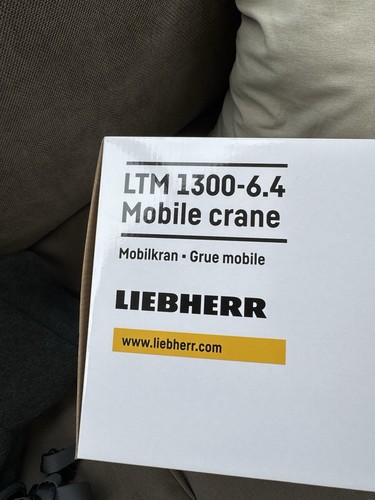 LTM 1300-6.4
Mobile crane
Mobilkran ▪ Grue mobile
LIEBHERR
www.liebherr.com